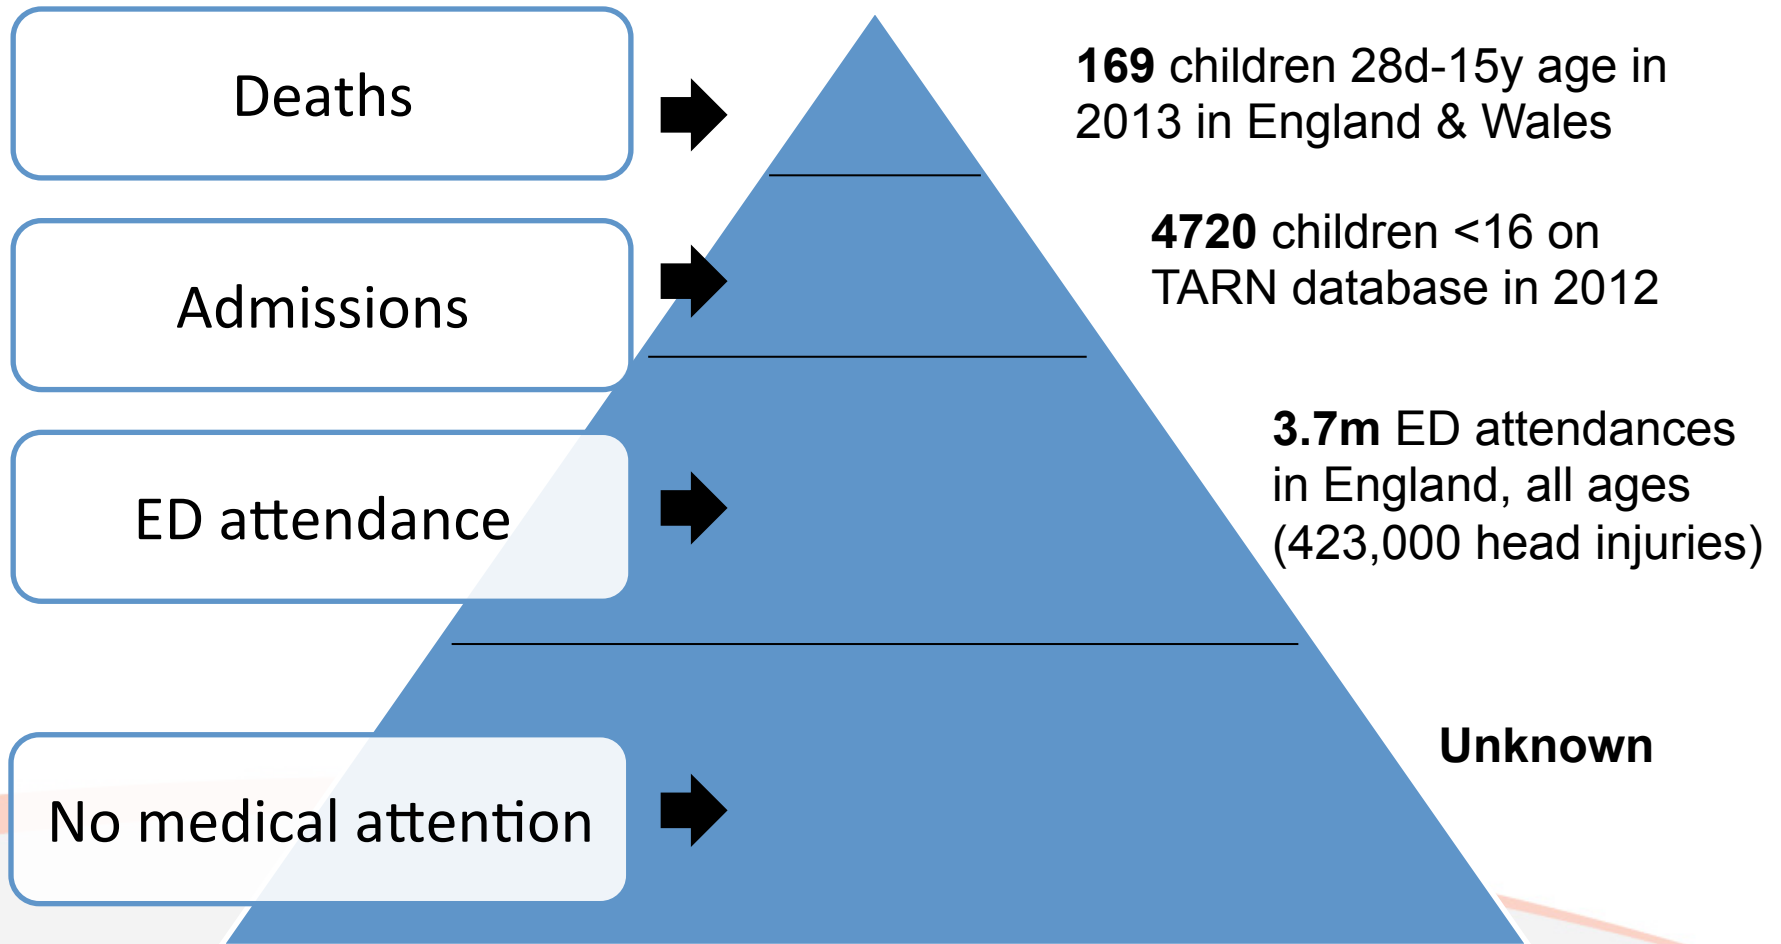 Deaths
169 children 28d-15y age in
2013 in England & Wales
Admissions
4720 children <16 on
TARN database in 2012
ED attendance
3.7m ED attendances
in England, all ages
(423,000 head injuries)
No medical attention
Unknown